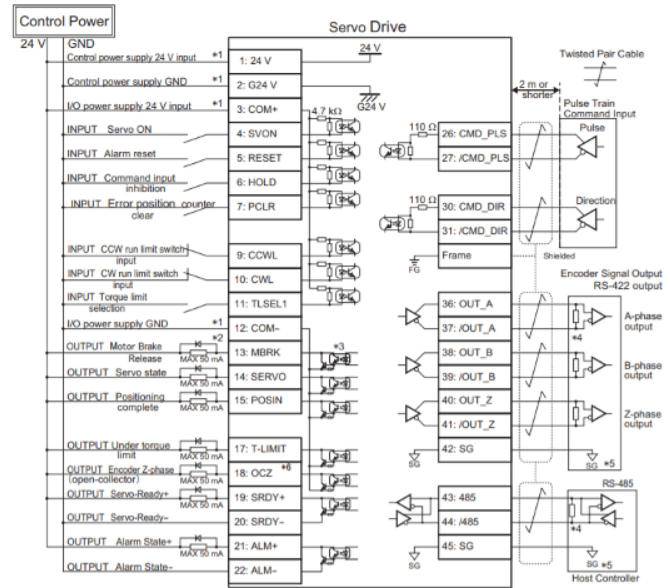 Control Power
Servo Drive
24 V
GND
Control power supply 24 V input *1
1: 24 V
24 V
Control power supply GND *1
2: G24 V
G24 V
I/O power supply 24 V input *1
3: COM+
4.7 kΩ
INPUT Servo ON
4: SVON
INPUT Alarm reset
5: RESET
INPUT Command input
inhibition
6: HOLD
INPUT Error position counter
clear
7: PCLR
INPUT CCW run limit switch
input
9: CCWL
INPUT CW run limit switch
input
10: CWL
INPUT Torque limit
selection
11: TLSEL1
I/O power supply GND *1
12: COM−
*2
OUTPUT Motor Brake
Release
MAX 50 mA
13: MBRK
*3
OUTPUT Servo state
MAX 50 mA
14: SERVO
OUTPUT Positioning
complete
MAX 50 mA
15: POSIN
OUTPUT Under torque
limit
MAX 50 mA
17: T-LIMIT
OUTPUT Encoder Z-phase
(open-collector)
MAX 50 mA
18: OCZ *6
OUTPUT Servo-Ready+
MAX 50 mA
19: SRDY+
OUTPUT Servo-Ready−
20: SRDY−
OUTPUT Alarm State+
MAX 50 mA
21: ALM+
OUTPUT Alarm State−
22: ALM−
Twisted Pair Cable
2 m or
shorter
Pulse Train
Command Input
110 Ω
26: CMD_PLS
Pulse
27: /CMD_PLS
110 Ω
30: CMD_DIR
Direction
31: /CMD_DIR
FG
Frame
Shielded
Encoder Signal Output
RS-422 output
36: OUT_A
37: /OUT_A
*4
A-phase
output
38: OUT_B
39: /OUT_B
B-phase
output
40: OUT_Z
41: /OUT_Z
Z-phase
output
SG
42: SG
SG *5
RS-485
43: 485
44: /485
*4
SG
45: SG
SG *5
Host Controller